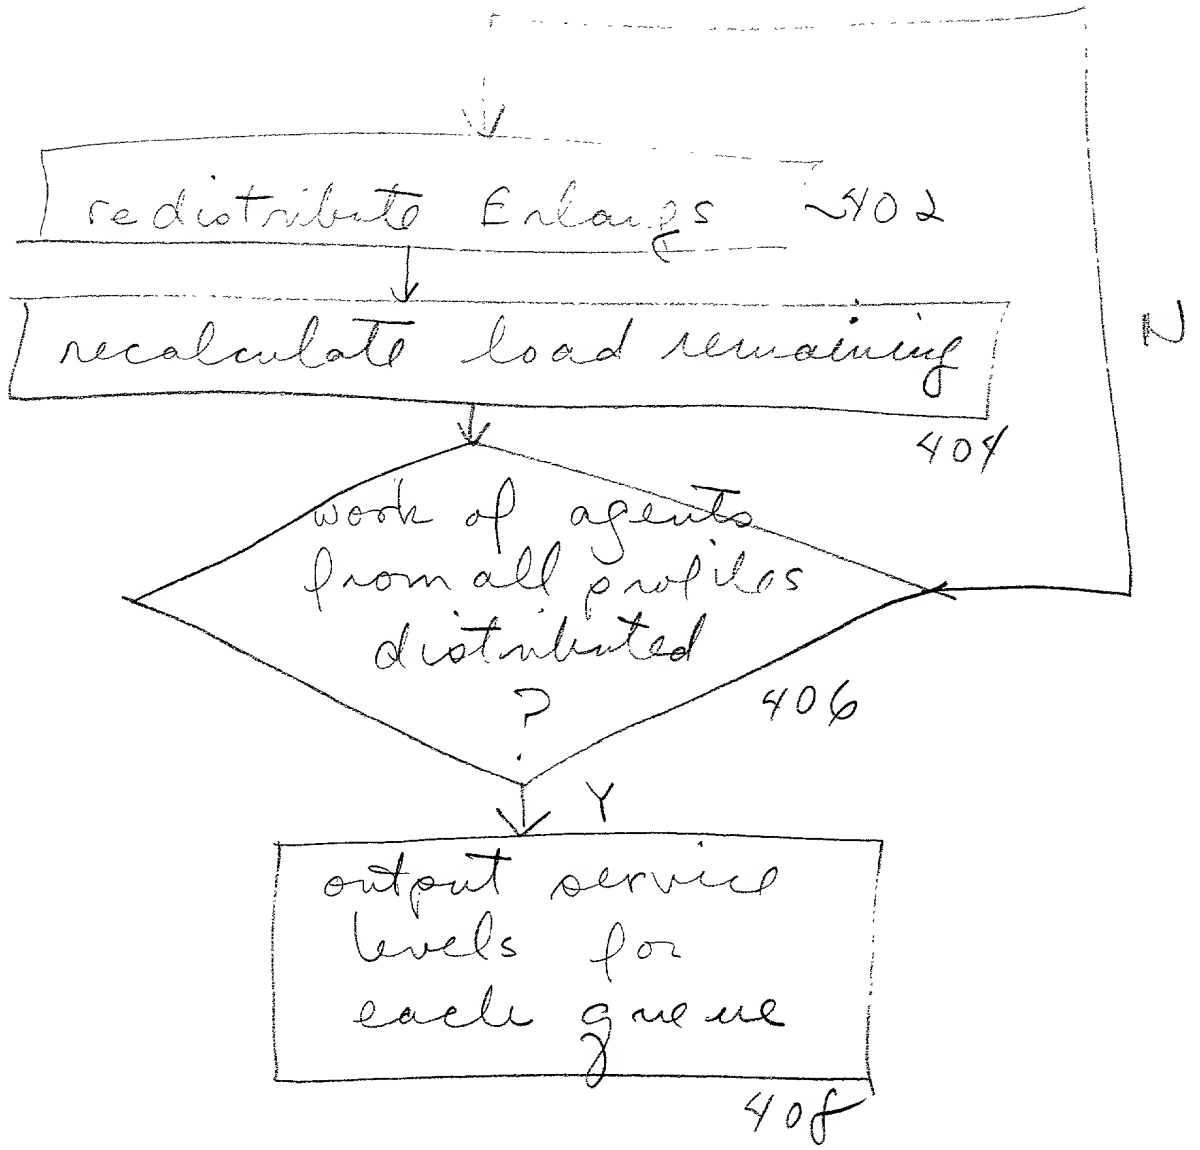 redistribute Erlangs 402
recalculate load remaining
404
N
work of agents
from all profiles
distributed
?
406
Y
output service
levels for
each queue
408